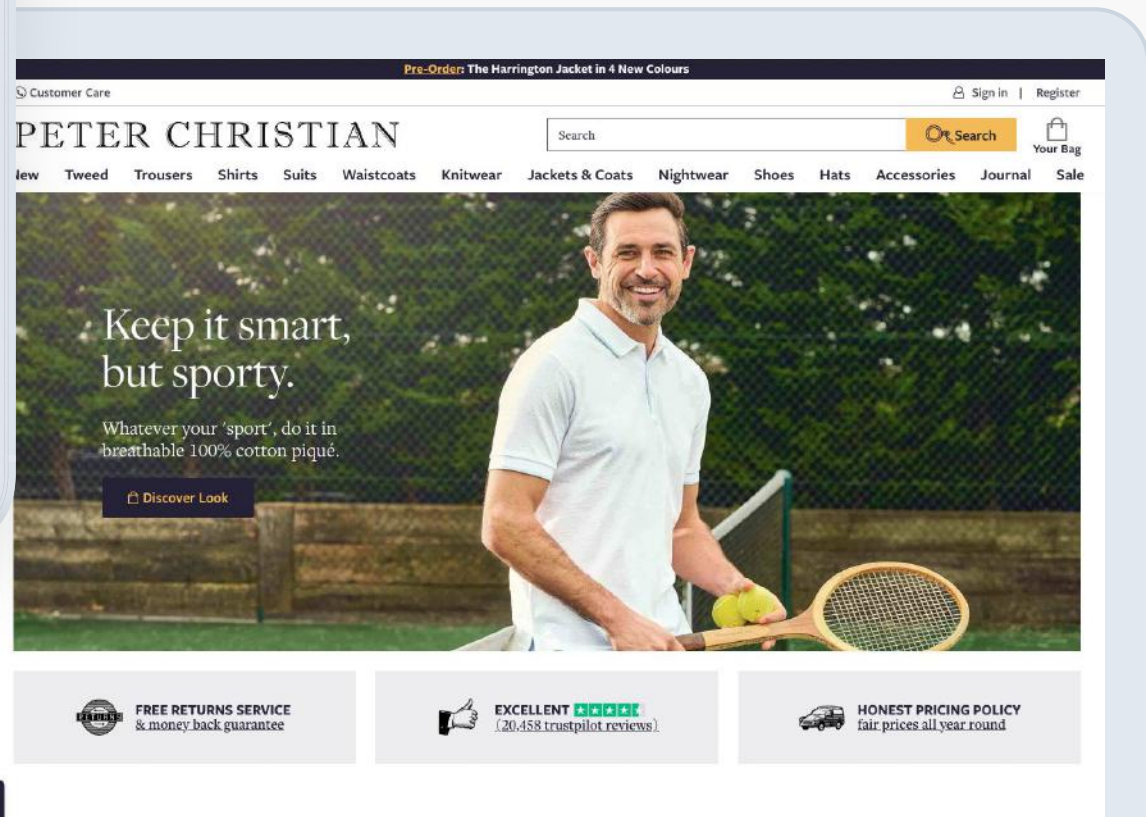 Pre-Order: The Harrington Jacket in 4 New Colours
Customer Care
Sign in | Register
PETER CHRISTIAN
Search
Search
Your Bag
Tweed Trousers Shirts Suits Waistcoats Knitwear Jackets & Coats Nightwear Shoes Hats Accessories Journal Sale
Keep it smart,
but sporty.
Whatever your 'sport', do it in
breathable 100% cotton piqué.
Discover Look
RETURNS
FREE RETURNS SERVICE
& money back guarantee
EXCELLENT
(20,458 trustpilot reviews)
HONEST PRICING POLICY
fair prices all year round